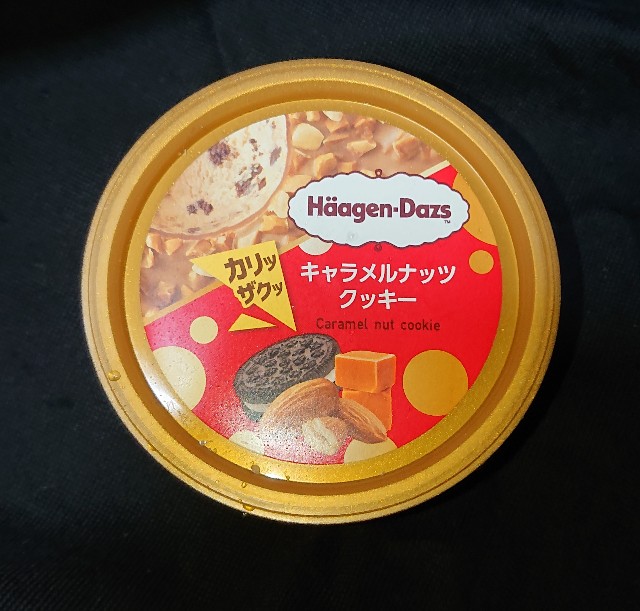 Häagen-Dazs™
カリッ
ザクッ
キャラメルナッツ
クッキー
Caramel nut cookie